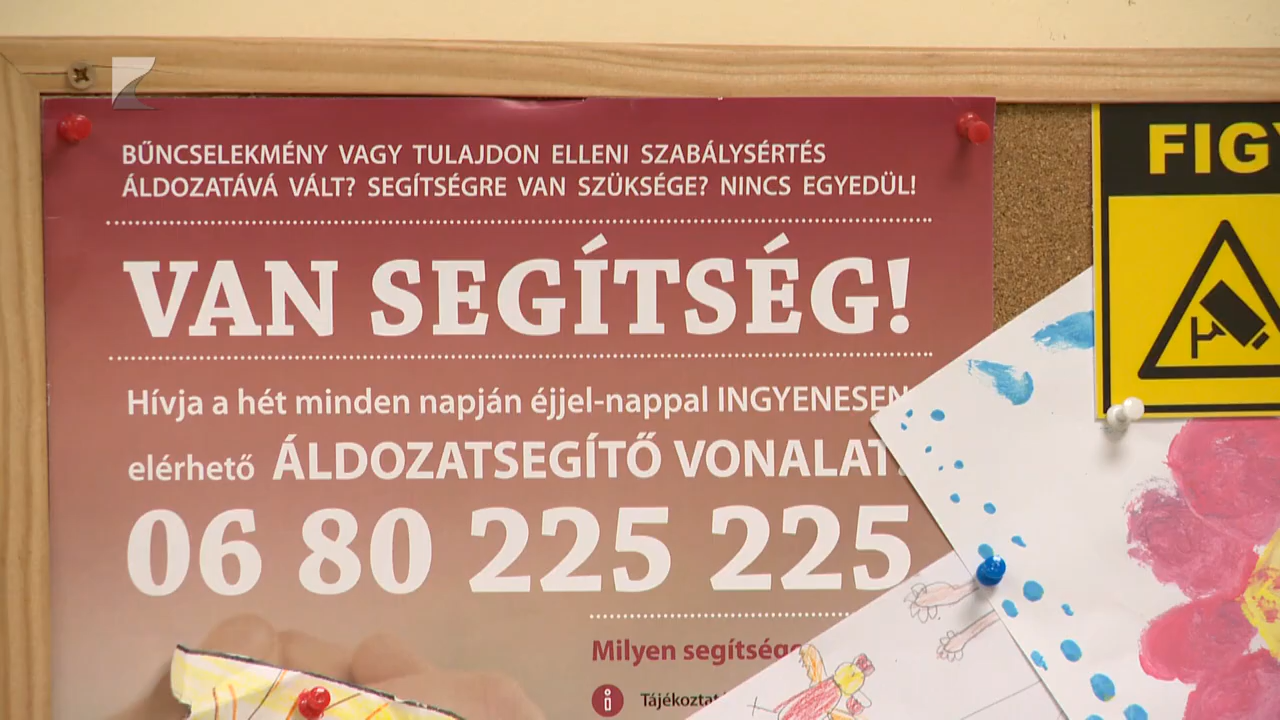 BŰNCSELEKMÉNY VAGY TULAJDON ELLENI SZABÁLYSÉRTÉS
ÁLDOZATÁVÁ VÁLT? SEGÍTSÉGRE VAN SZÜKSÉGE? NINCS EGYEDÜL!
VAN SEGÍTSÉG!
Hívja a hét minden napján éjjel-nappal INGYENESEN
elérhető ÁLDOZATSEGÍTŐ VONALAT!
06 80 225 225
Milyen
FIGY